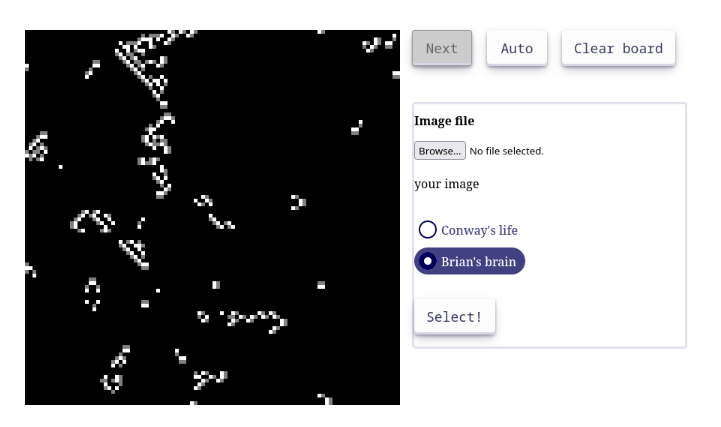 Next
Auto
Clear board
Image file
Browse... No file selected.
your image
Conway's life
Brian's brain
Select!